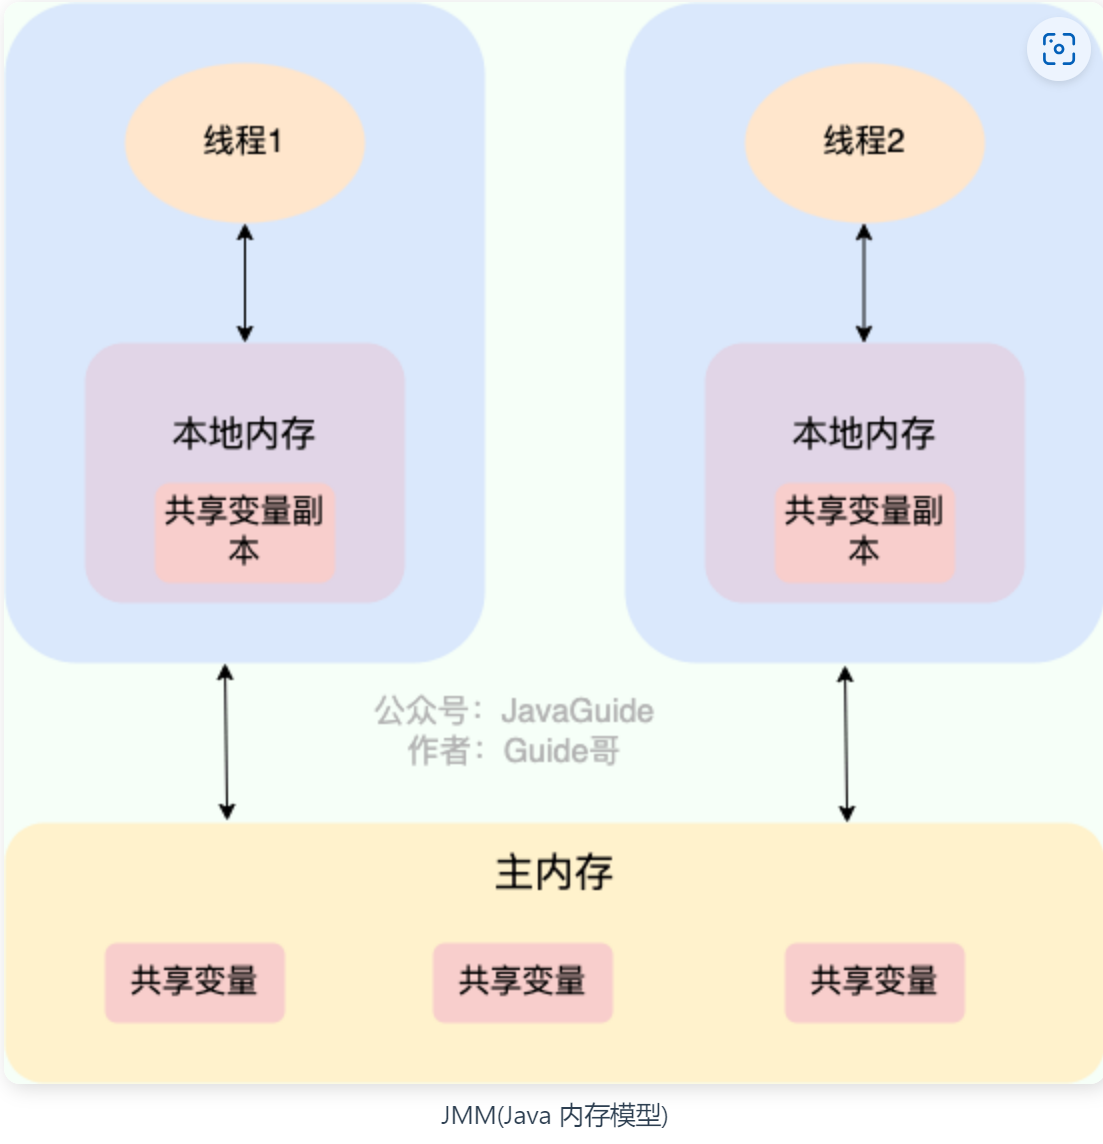 线程1
线程2
本地内存
本地内存
共享变量副
本
共享变量副
本
公众号：JavaGuide
作者：Guide哥
主内存
共享变量
共享变量
共享变量
JMM(Java 内存模型)